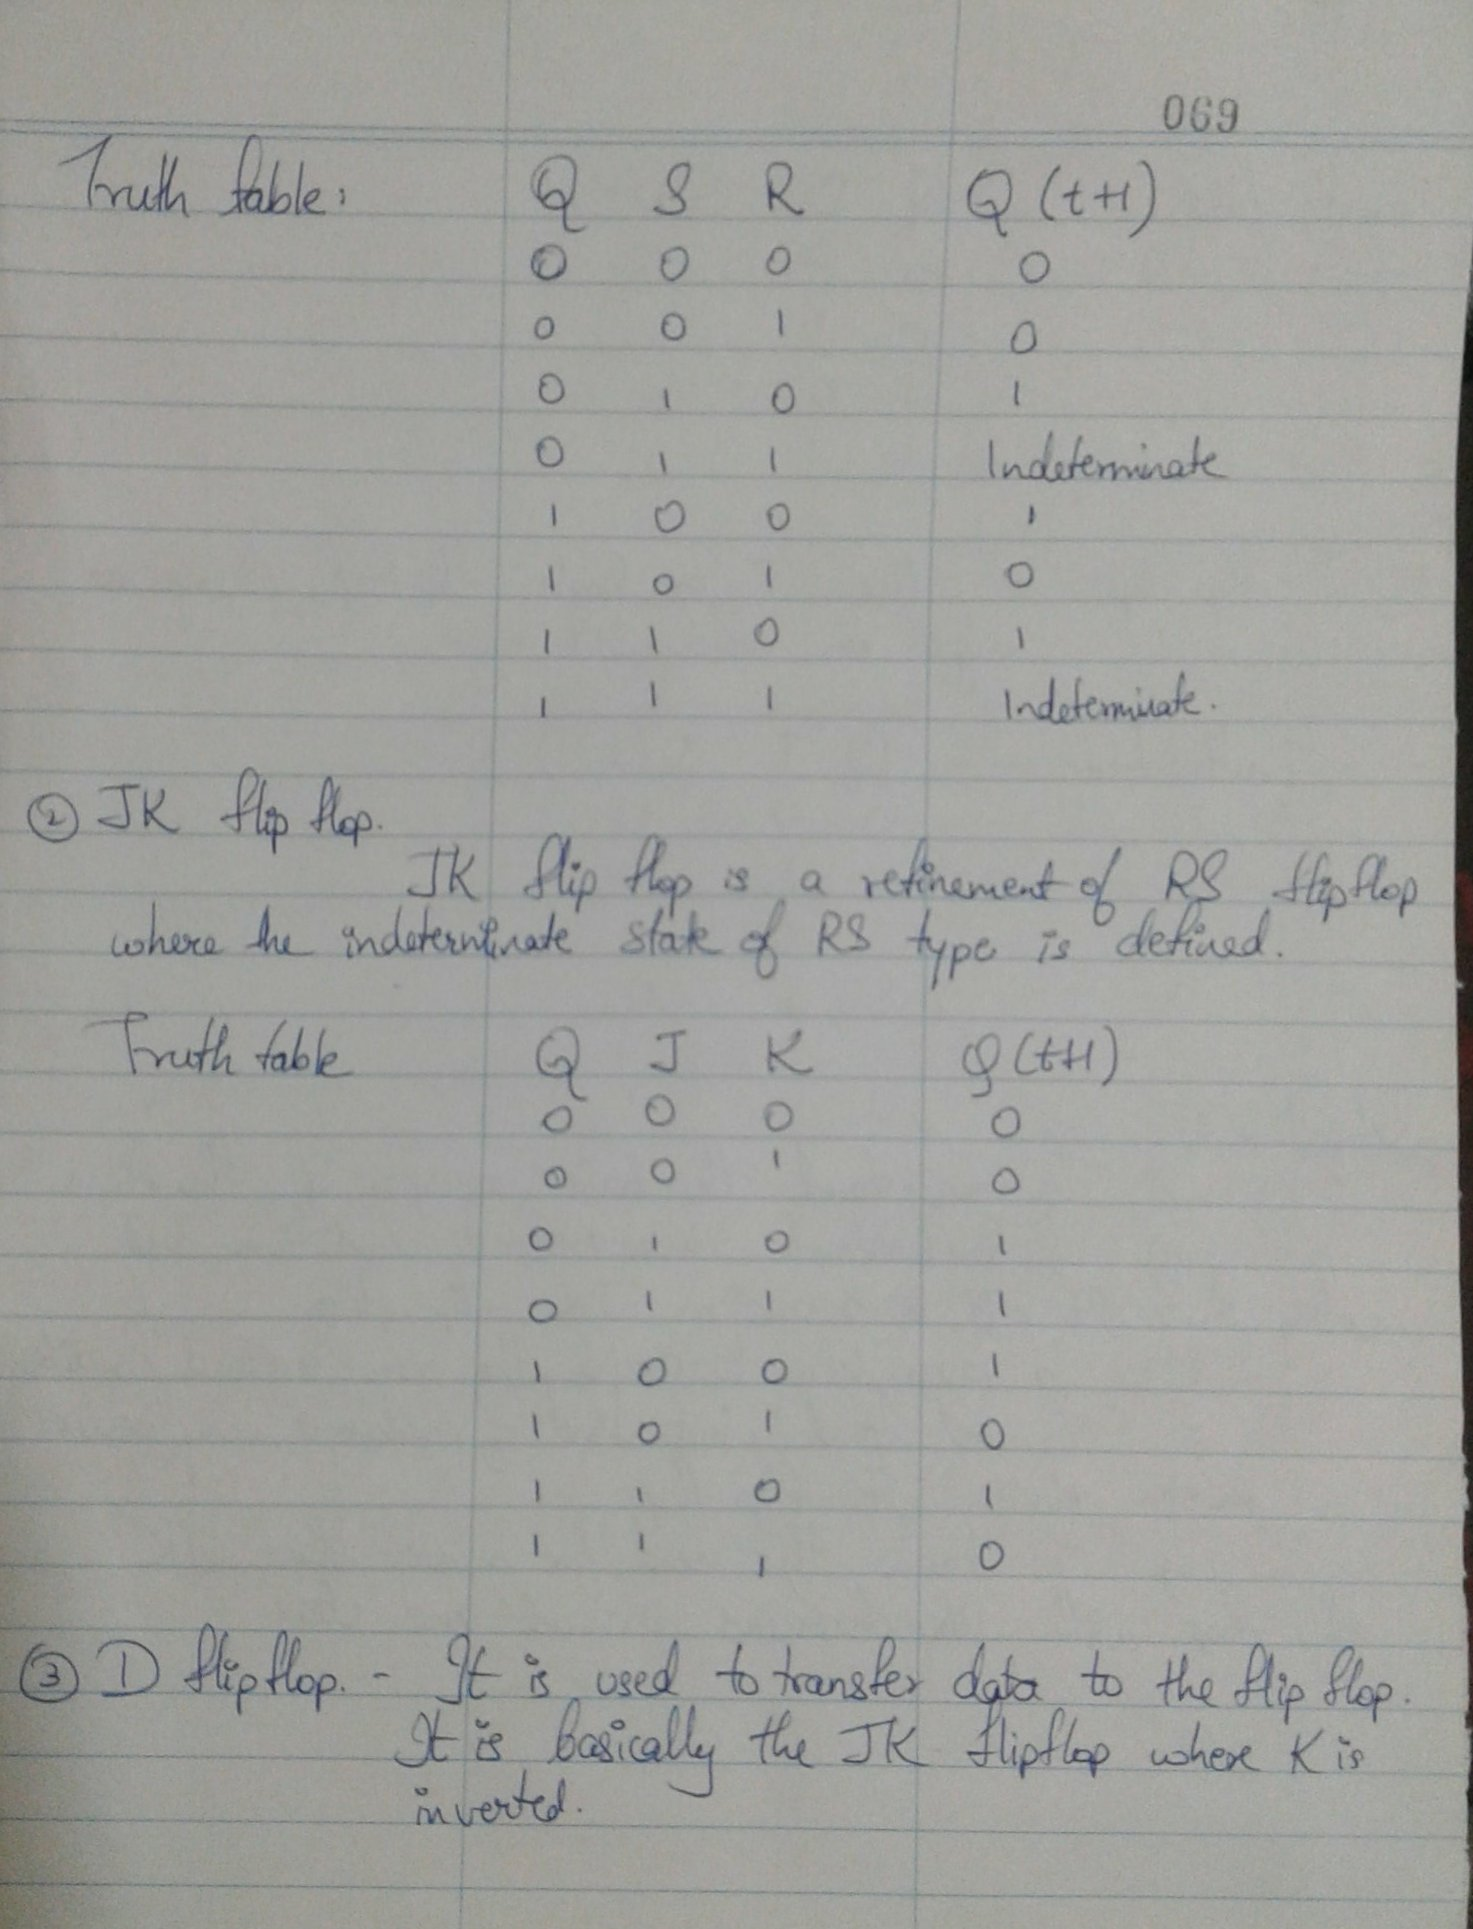 069
Truth table: Q S R Q (t+1)
0 0 0 0
0 0 1 0
0 1 0 1
0 1 1 Indeterminate
1 0 0 1
1 0 1 0
1 1 0 1
1 1 1 Indeterminate.
② JK flip flop.
JK flip flop is a refinement of RS flipflop
where the indeterminate state of RS type is defined.
Truth table Q J K Q (t+1)
0 0 0 0
0 0 1 0
0 1 0 1
0 1 1 1
1 0 0 1
1 0 1 0
1 1 0 1
1 1 1 0
③ D flipflop. - It is used to transfer data to the flip flop.
It is basically the JK flipflop where K is
inverted.